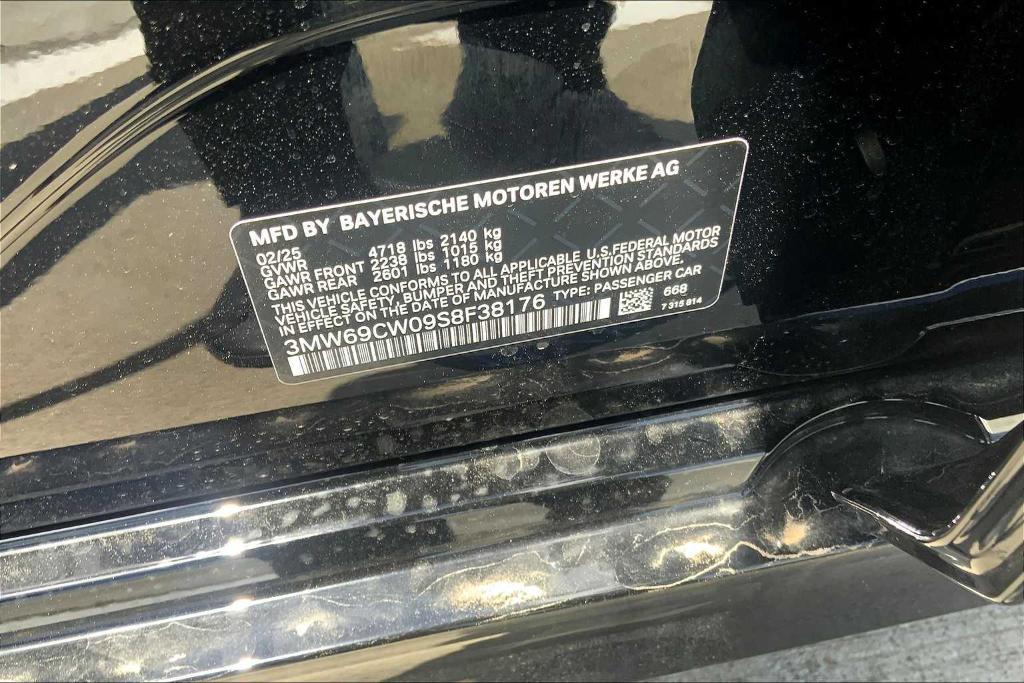 MFD BY BAYERISCHE MOTOREN WERKE AG
02/25
GVWR 4718 lbs 2140 kg
GAWR FRONT 2238 lbs 1015 kg
GAWR REAR 2601 lbs 1180 kg
THIS VEHICLE CONFORMS TO ALL APPLICABLE U.S.FEDERAL MOTOR
VEHICLE SAFETY, BUMPER AND THEFT PREVENTION STANDARDS
IN EFFECT ON THE DATE OF MANUFACTURE SHOWN ABOVE.
3MW69CW09S8F38176 TYPE: PASSENGER CAR
668
7 315 814